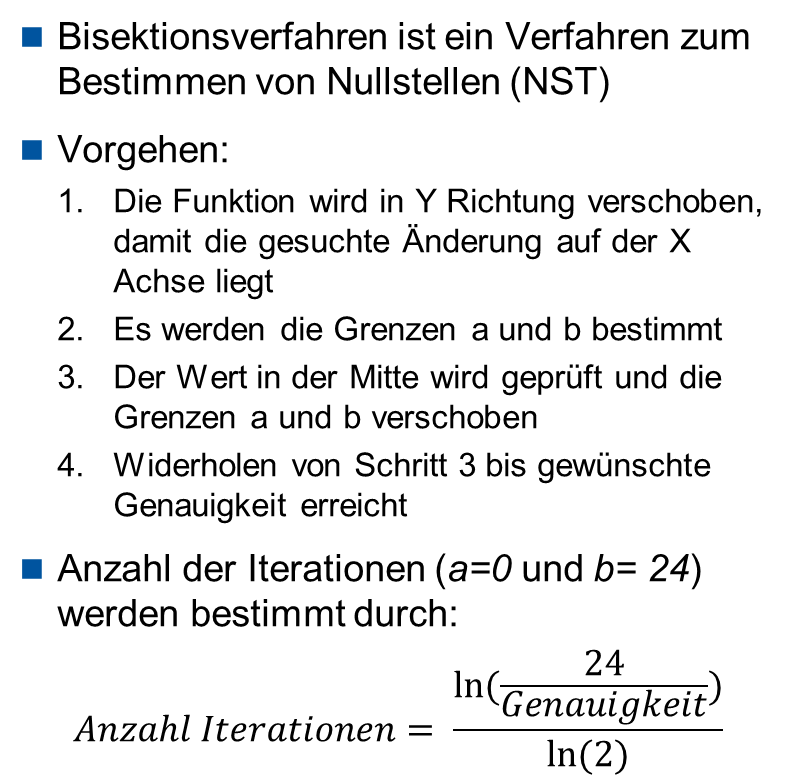 Bisektionsverfahren ist ein Verfahren zum
Bestimmen von Nullstellen (NST)
Vorgehen:
1. Die Funktion wird in Y Richtung verschoben,
damit die gesuchte Änderung auf der X
Achse liegt
2. Es werden die Grenzen a und b bestimmt
3. Der Wert in der Mitte wird geprüft und die
Grenzen a und b verschoben
4. Widerholen von Schritt 3 bis gewünschte
Genauigkeit erreicht
Anzahl der Iterationen (a=0 und b= 24)
werden bestimmt durch:
Anzahl Iterationen = ln(24/Genauigkeit)/ln(2)